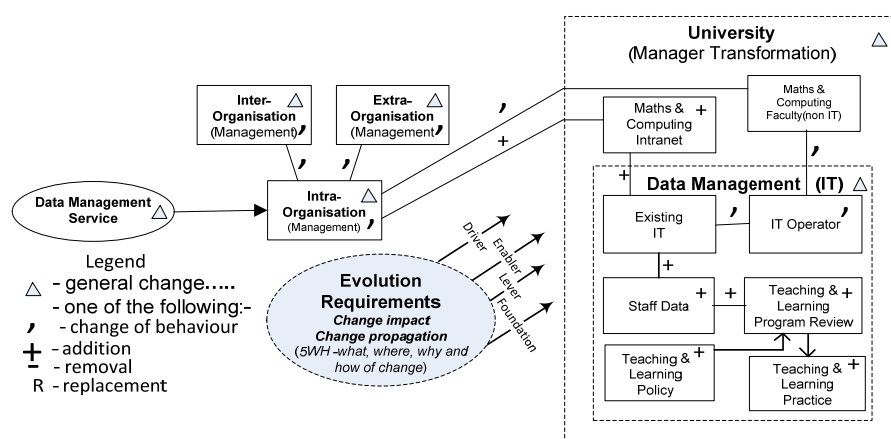 University
(Manager Transformation)
Inter-
Organisation
(Management) ,
Extra-
Organisation
(Management ,
,
,
,
+
Maths &
Computing
Intranet
+
Maths &
Computing
Faculty(non IT)
+
,
Data Management
Service
Intra-
Organisation
(Management) ,
Data Management (IT)
Existing
IT
,
IT Operator ,
+
Staff Data +
+
Teaching &
Learning +
Program Review
Teaching & +
Learning
Policy
Teaching & +
Learning
Practice
Evolution
Requirements
Change impact
Change propagation
(5WH -what, where, why and
how of change)
Driver
Enabler
Lever
Foundation
Legend
- general change.....
- one of the following:-
, - change of behaviour
+ - addition
- - removal
R - replacement